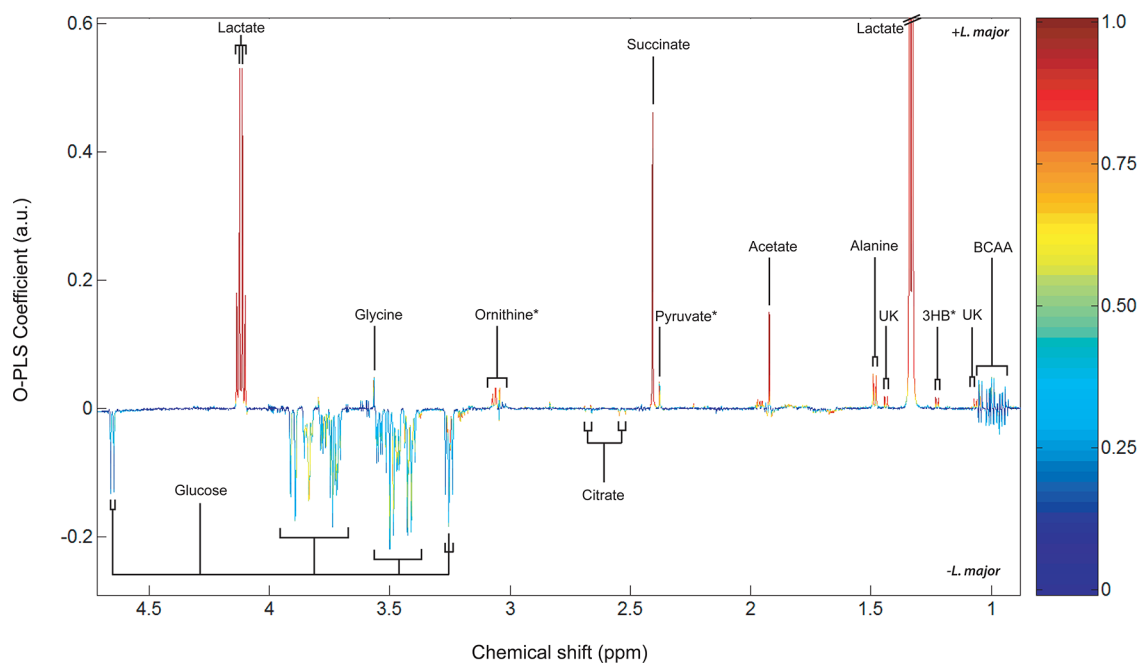 0.6
0.4
0.2
0
-0.2
O-PLS Coefficient (a.u.)
Lactate
Succinate
Lactate
+L. major
Glycine
Ornithine*
Pyruvate*
Acetate
Alanine
UK
3HB*
UK
BCAA
Glucose
Citrate
-L. major
4.5 4 3.5 3 2.5 2 1.5 1
Chemical shift (ppm)
1.0
0.75
0.50
0.25
0